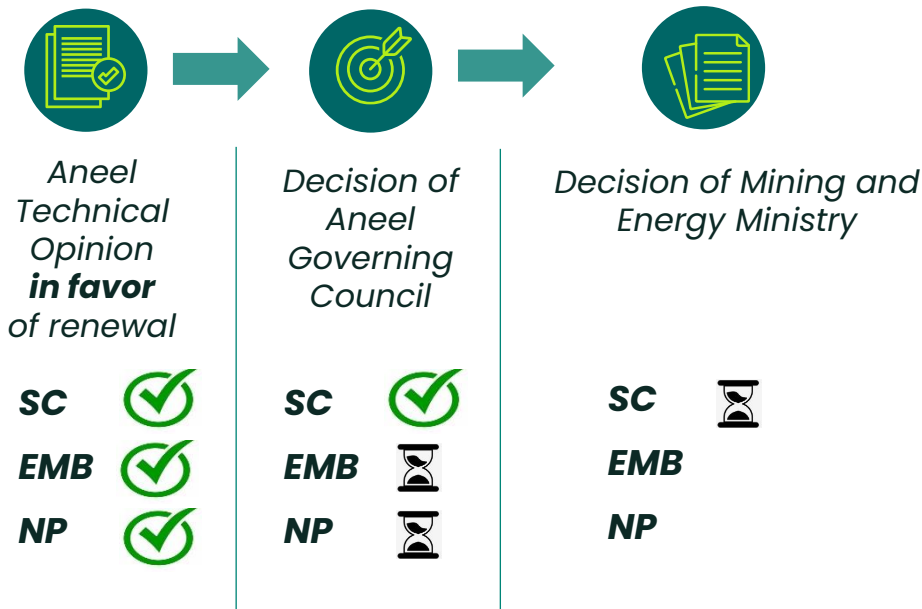 Aneel
Technical
Opinion
in favor
of renewal
SC
EMB
NP
Decision of
Aneel
Governing
Council
SC
EMB
NP
Decision of Mining and
Energy Ministry
SC
EMB
NP